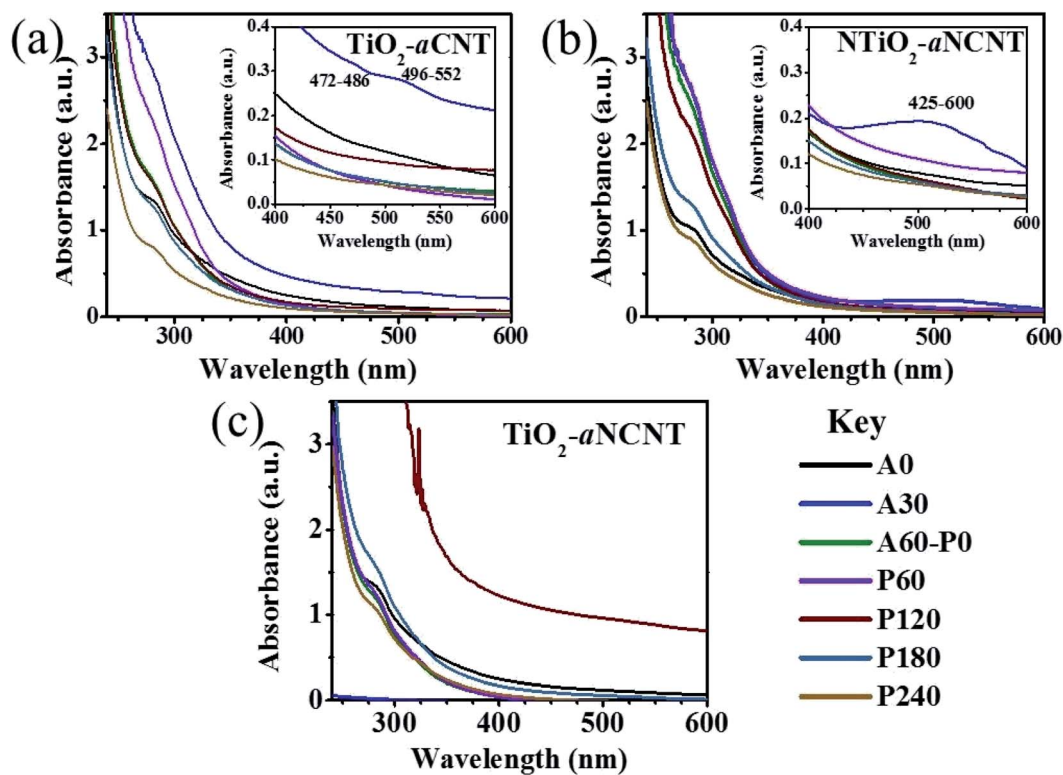 (a)
TiO2-aCNT
472-486
496-552
Absorbance (a.u.)
0.4
0.3
0.2
0.1
0.0
400 450 500 550 600
Wavelength (nm)
Absorbance (a.u.)
3
2
1
0
300 400 500 600
Wavelength (nm)
(b)
NTiO2-aNCNT
425-600
Absorbance (a.u.)
0.4
0.3
0.2
0.1
0.0
400 450 500 550 600
Wavelength (nm)
Absorbance (a.u.)
3
2
1
0
300 400 500 600
Wavelength (nm)
(c)
TiO2-aNCNT
Absorbance (a.u.)
3
2
1
0
300 400 500 600
Wavelength (nm)
Key
A0
A30
A60-P0
P60
P120
P180
P240